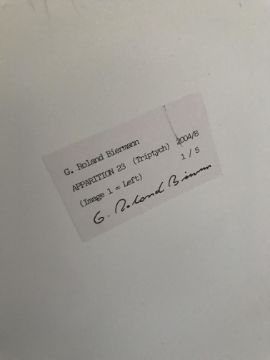 G. Roland Biermann
APPARITION 23 (Triptych) 2004/8
(Image 1 = Left) 1 / 5
G. Roland Biermann